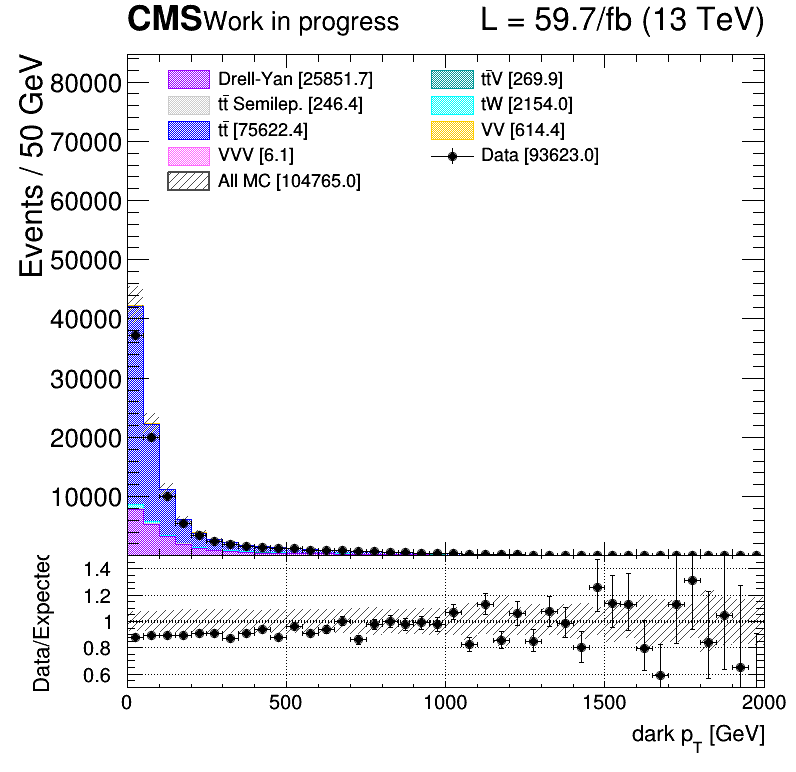 CMS Work in progress L = 59.7/fb (13 TeV)
Events / 50 GeV
80000
70000
60000
50000
40000
30000
20000
10000
Drell-Yan [25851.7]
tt̄ Semilep. [246.4]
tt̄ [75622.4]
VVV [6.1]
All MC [104765.0]
tt̄V [269.9]
tW [2154.0]
VV [614.4]
Data [93623.0]
Data/Expected
1.4
1.2
1
0.8
0.6
0 500 1000 1500 2000
dark p_T [GeV]